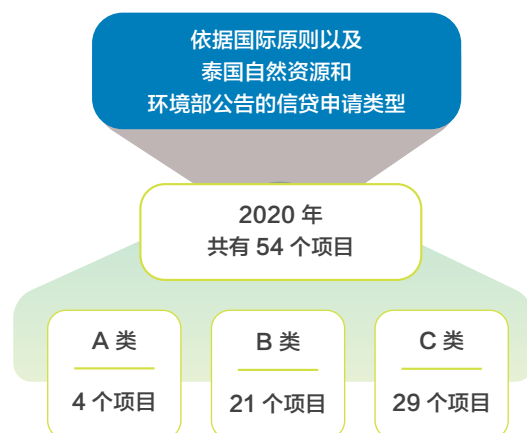 依据国际原则以及
泰国自然资源和
环境部公告的信贷申请类型
2020 年
共有 54 个项目
A 类
4 个项目
B 类
21 个项目
C 类
29 个项目